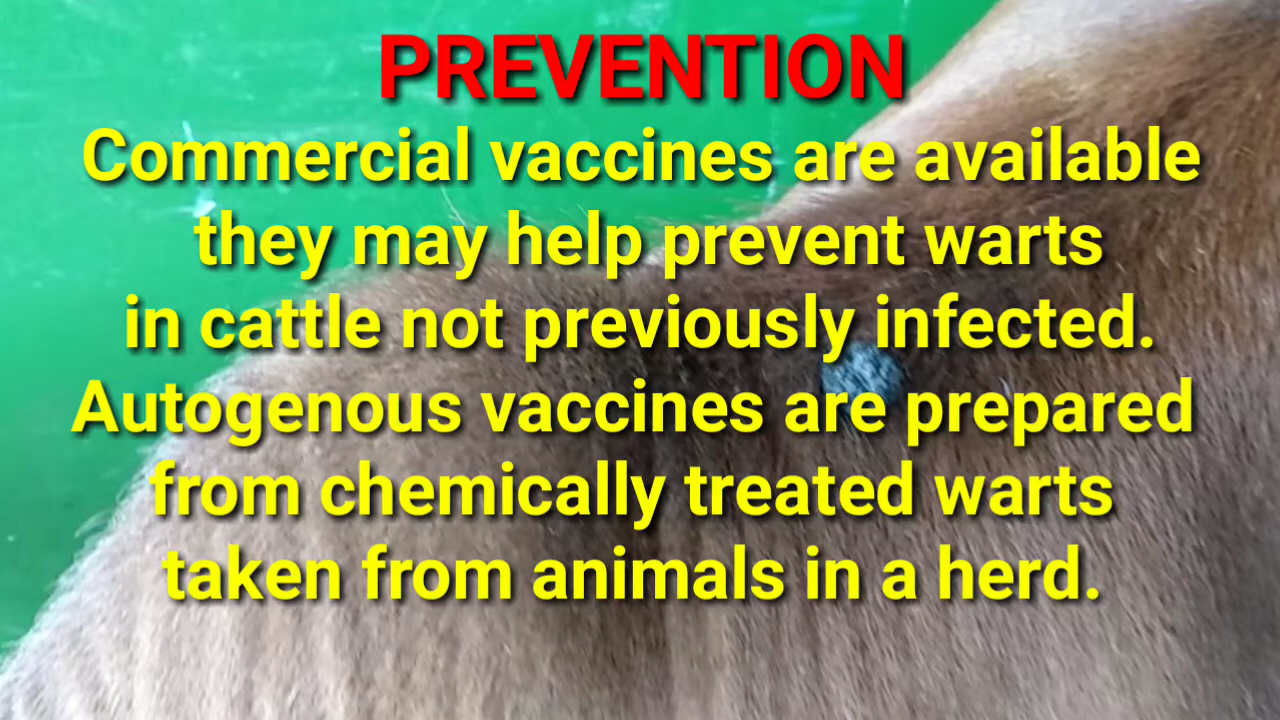 PREVENTION
Commercial vaccines are available
they may help prevent warts
in cattle not previously infected.
Autogenous vaccines are prepared
from chemically treated warts
taken from animals in a herd.